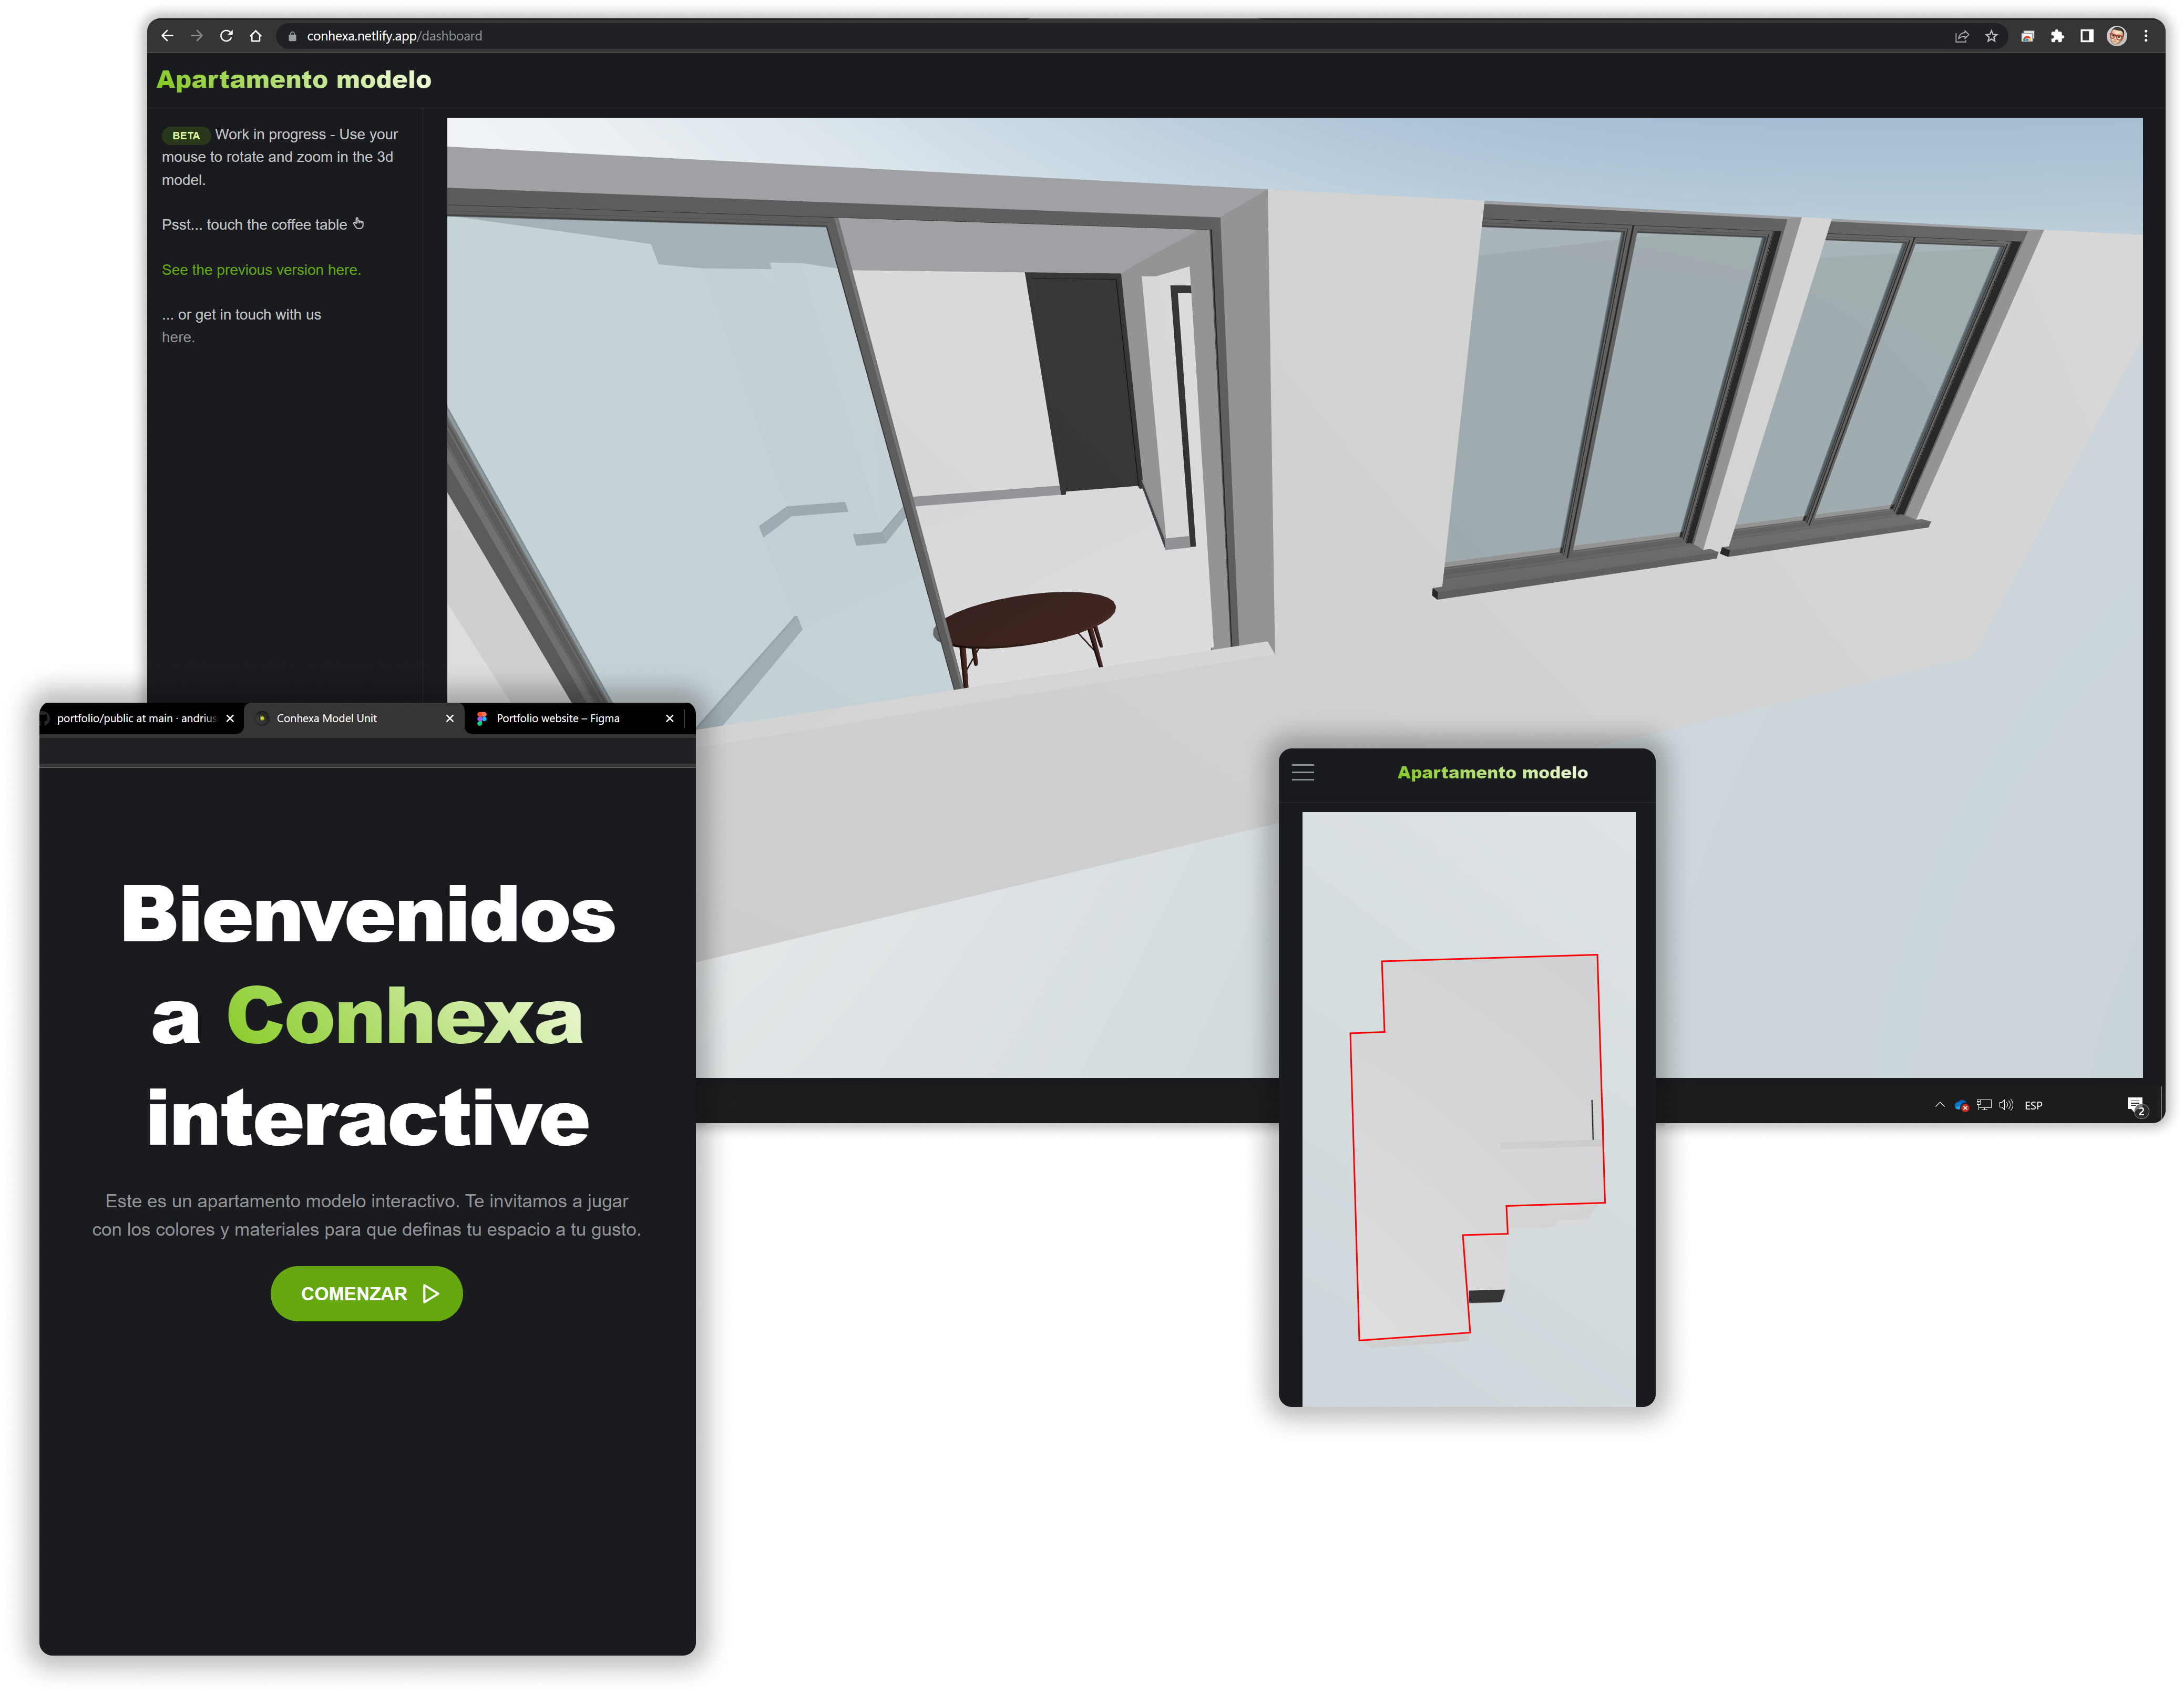 conhexa.netlify.app/dashboard
Apartamento modelo
BETA Work in progress - Use your
mouse to rotate and zoom in the 3d
model.
Psst... touch the coffee table
See the previous version here.
... or get in touch with us
here.
portfolio/public at main · andrius
Conhexa Model Unit
Portfolio website – Figma
Bienvenidos
a Conhexa
interactive
Este es un apartamento modelo interactivo. Te invitamos a jugar
con los colores y materiales para que definas tu espacio a tu gusto.
COMENZAR
Apartamento modelo
ESP
2